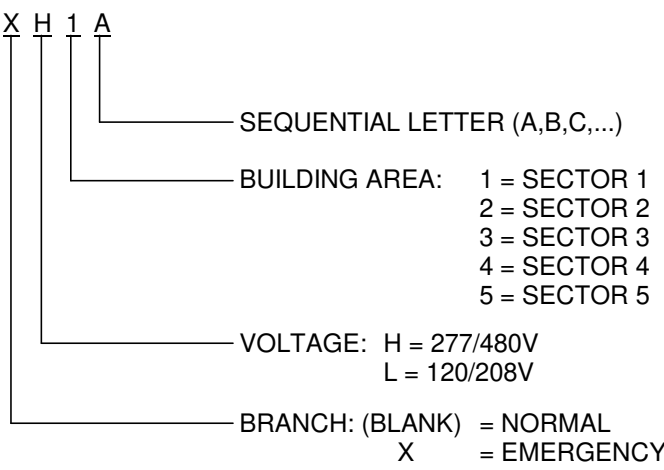 X H 1 A
SEQUENTIAL LETTER (A,B,C,...)
BUILDING AREA: 1 = SECTOR 1
2 = SECTOR 2
3 = SECTOR 3
4 = SECTOR 4
5 = SECTOR 5
VOLTAGE: H = 277/480V
L = 120/208V
BRANCH: (BLANK) = NORMAL
X = EMERGENCY